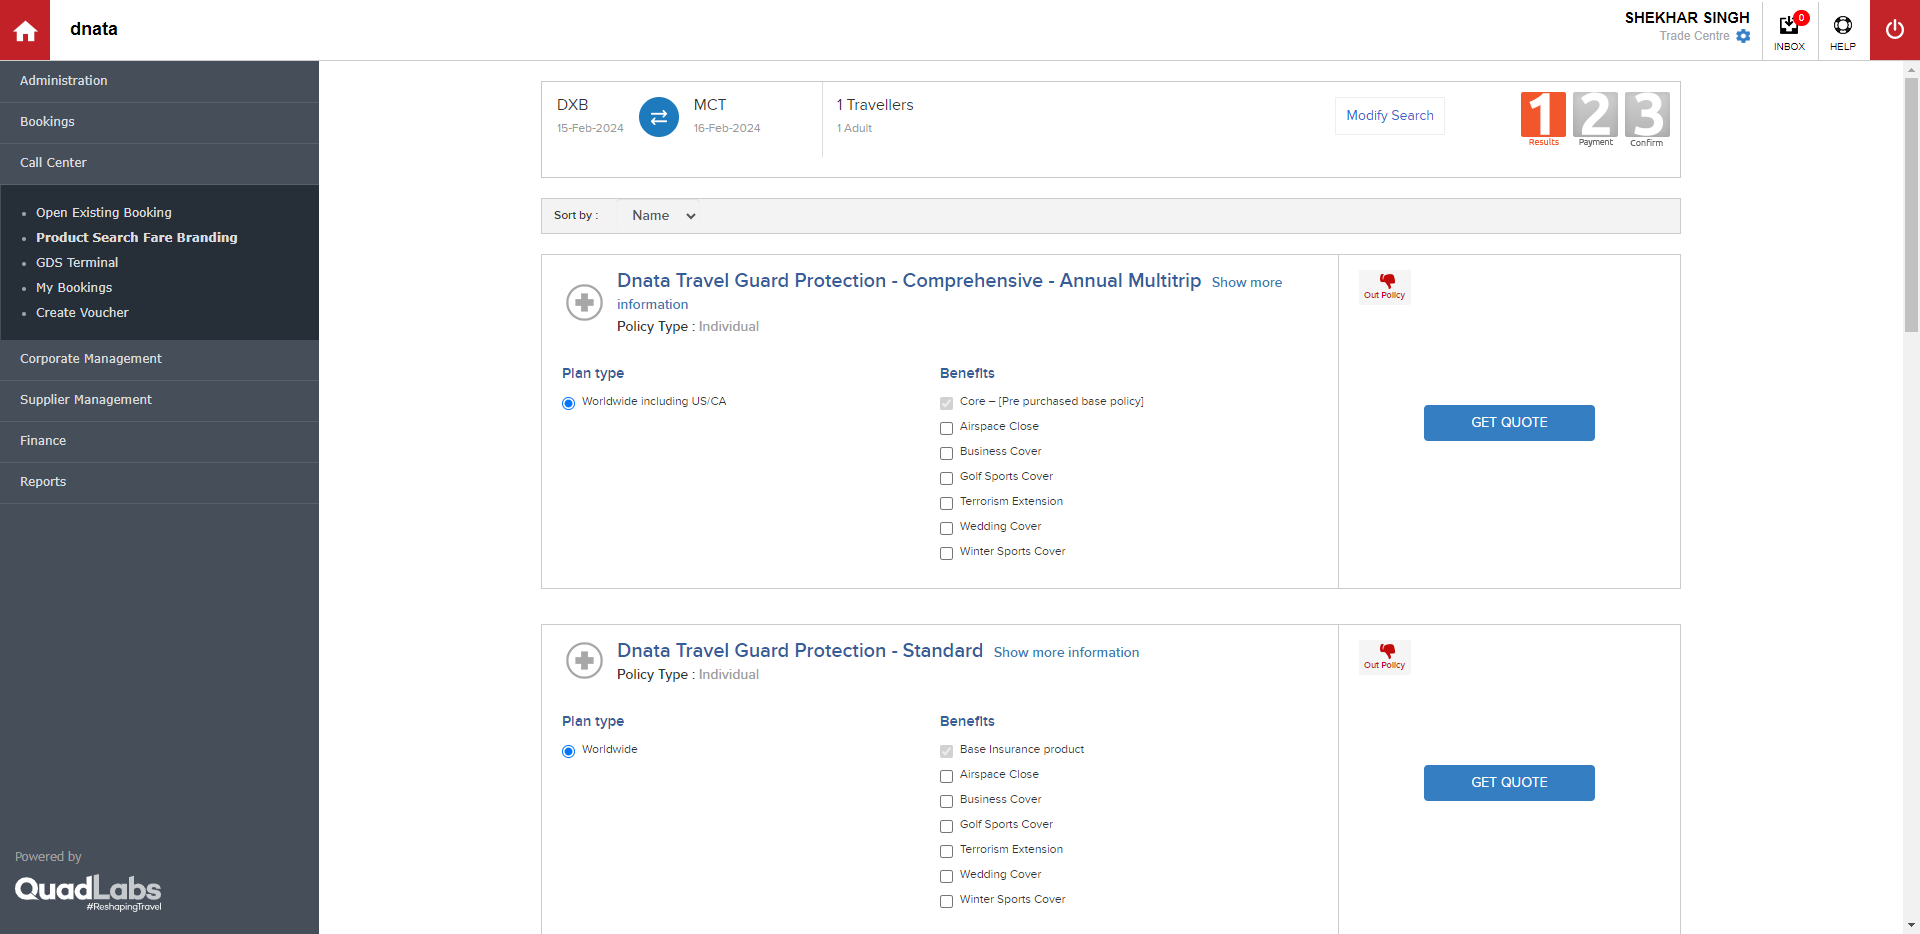 dnata
SHEKHAR SINGH
Trade Centre
0
INBOX
HELP
Administration
Bookings
Call Center
Open Existing Booking
Product Search Fare Branding
GDS Terminal
My Bookings
Create Voucher
Corporate Management
Supplier Management
Finance
Reports
Powered by
QuadLabs
#ReshapingTravel
DXB
15-Feb-2024
MCT
16-Feb-2024
1 Travellers
1 Adult
Modify Search
1
Results
2
Payment
3
Confirm
Sort by :
Name
Dnata Travel Guard Protection - Comprehensive - Annual Multitrip Show more
information
Policy Type : Individual
Out Policy
Plan type
Worldwide including US/CA
Benefits
Core – [Pre purchased base policy]
Airspace Close
Business Cover
Golf Sports Cover
Terrorism Extension
Wedding Cover
Winter Sports Cover
GET QUOTE
Dnata Travel Guard Protection - Standard Show more information
Policy Type : Individual
Out Policy
Plan type
Worldwide
Benefits
Base Insurance product
Airspace Close
Business Cover
Golf Sports Cover
Terrorism Extension
Wedding Cover
Winter Sports Cover
GET QUOTE